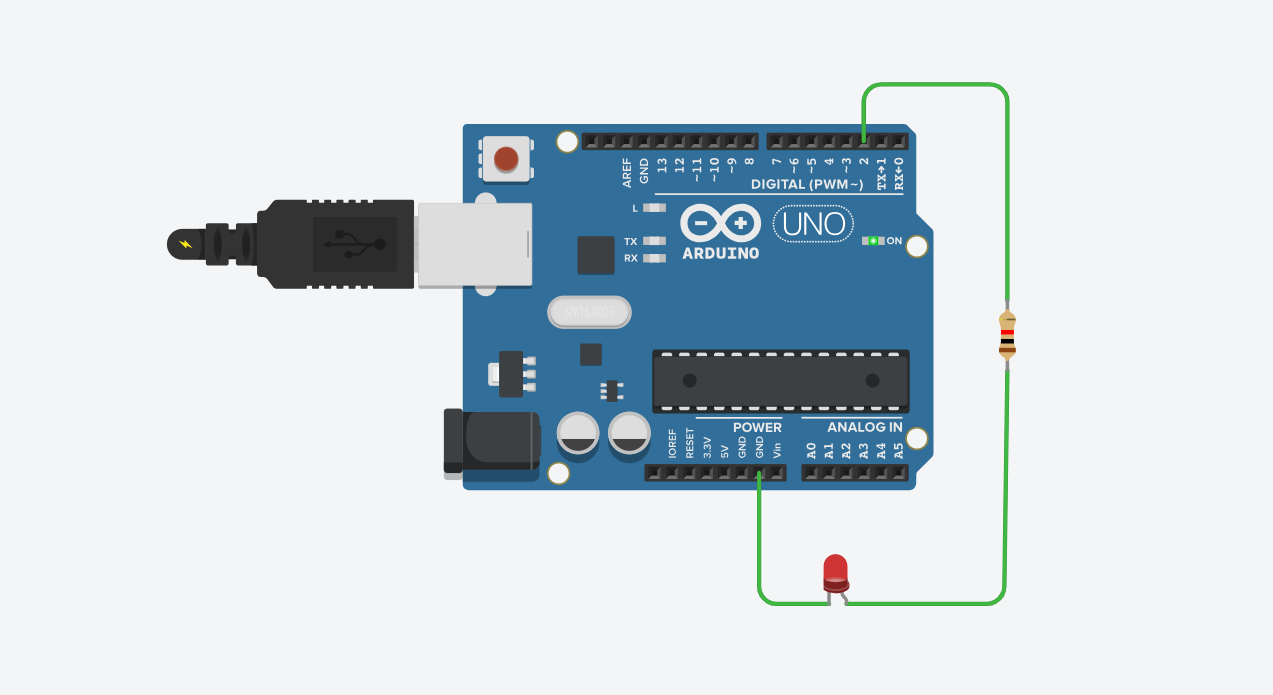 AREF
GND
13
12
~11
~10
~9
8
7
~6
~5
4
~3
2
TX→1
RX←0
DIGITAL (PWM~)
L
TX
RX
UNO
ARDUINO
ON
SPK16.000G
POWER
ANALOG IN
IOREF
RESET
3.3V
5V
GND
GND
Vin
A0
A1
A2
A3
A4
A5